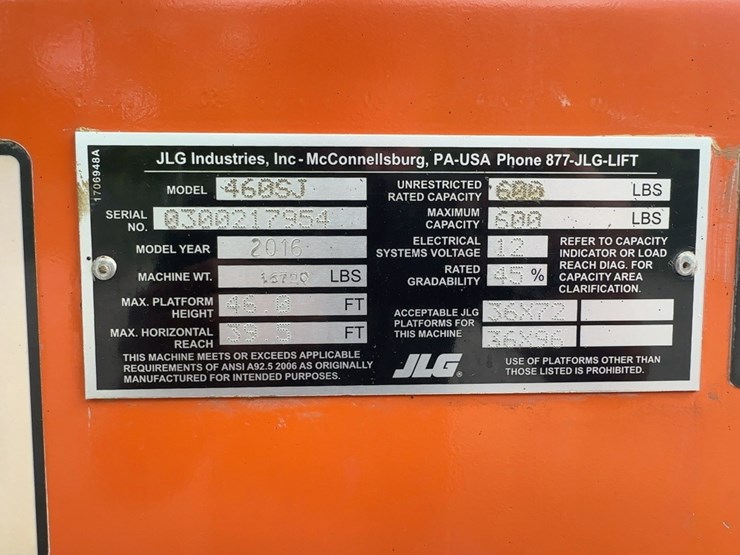 1706948A
JLG Industries, Inc - McConnellsburg, PA-USA Phone 877-JLG-LIFT
MODEL 460SJ
SERIAL NO. 0300217954
MODEL YEAR 2016
MACHINE WT. LBS
MAX. PLATFORM HEIGHT 46.0 FT
MAX. HORIZONTAL REACH 39.5 FT
THIS MACHINE MEETS OR EXCEEDS APPLICABLE
REQUIREMENTS OF ANSI A92.5 2006 AS ORIGINALLY
MANUFACTURED FOR INTENDED PURPOSES.
UNRESTRICTED RATED CAPACITY 600 LBS
MAXIMUM CAPACITY 600 LBS
ELECTRICAL SYSTEMS VOLTAGE 12
RATED GRADABILITY 45 %
REFER TO CAPACITY
INDICATOR OR LOAD
REACH DIAG. FOR
CAPACITY AREA
CLARIFICATION.
ACCEPTABLE JLG
PLATFORMS FOR
THIS MACHINE
36X72
36X96
JLG®
USE OF PLATFORMS OTHER THAN
THOSE LISTED IS PROHIBITED.